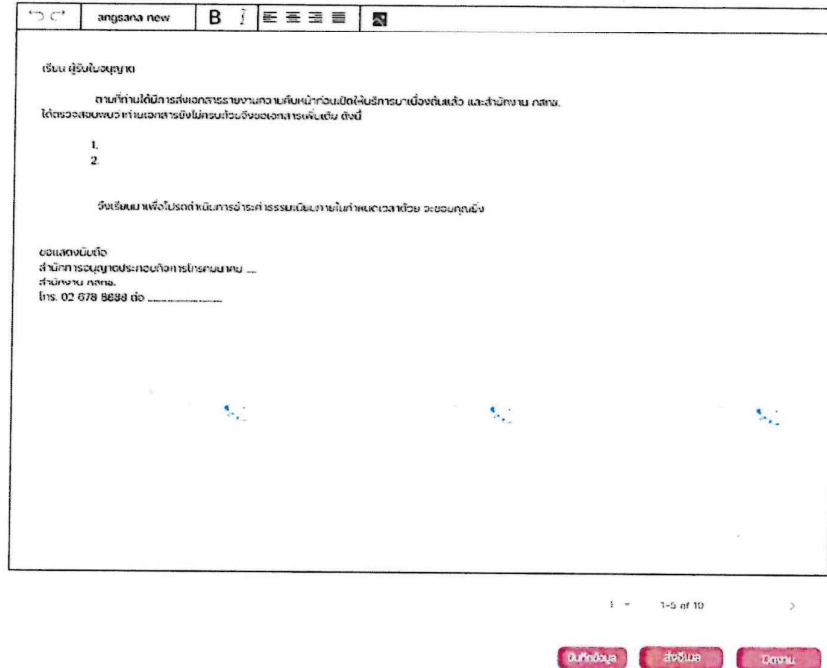 angsana new B I
เรียน ผู้รับใบอนุญาต
ตามที่ท่านได้มีการส่งเอกสารรายงานความคืบหน้าก่อนเปิดให้บริการมาเบื้องต้นแล้ว และสำนักงาน กสทช.
ได้ตรวจสอบพบว่าท่านเอกสารยังไม่ครบถ้วนจึงขอเอกสารเพิ่มเติม ดังนี้
1.
2.
จึงเรียนมาเพื่อโปรดดำเนินการชำระค่าธรรมเนียมภายในกำหนดเวลาด้วย จะขอบคุณยิ่ง
ขอแสดงนับถือ
สำนักการอนุญาตประกอบกิจการโทรคมนาคม ...
สำนักงาน กสทช.
โทร. 02 678 8888 ต่อ ........................
1 1-5 of 10 >
บันทึกข้อมูล ส่งอีเมล ปิดงาน